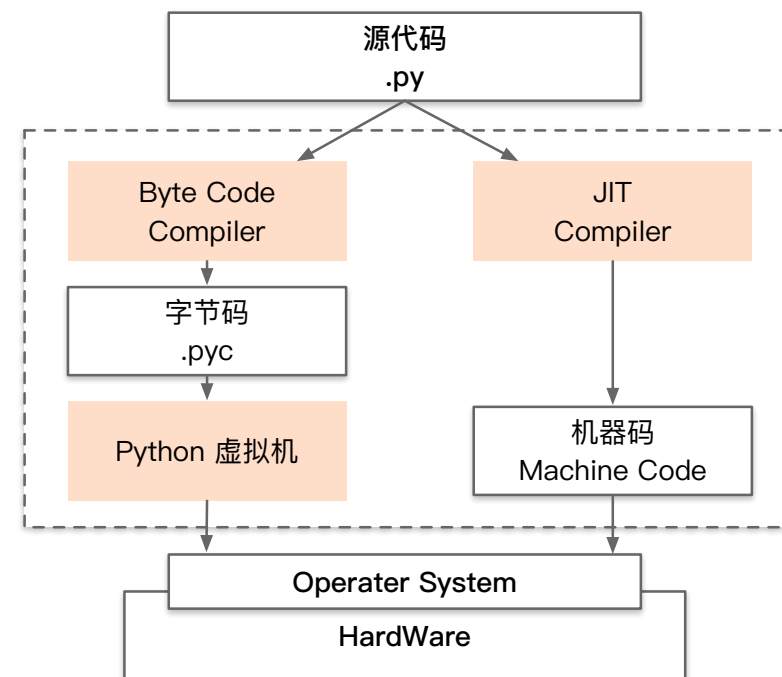 源代码
.py
Byte Code
Compiler
JIT
Compiler
字节码
.pyc
Python 虚拟机
机器码
Machine Code
Operater System
HardWare